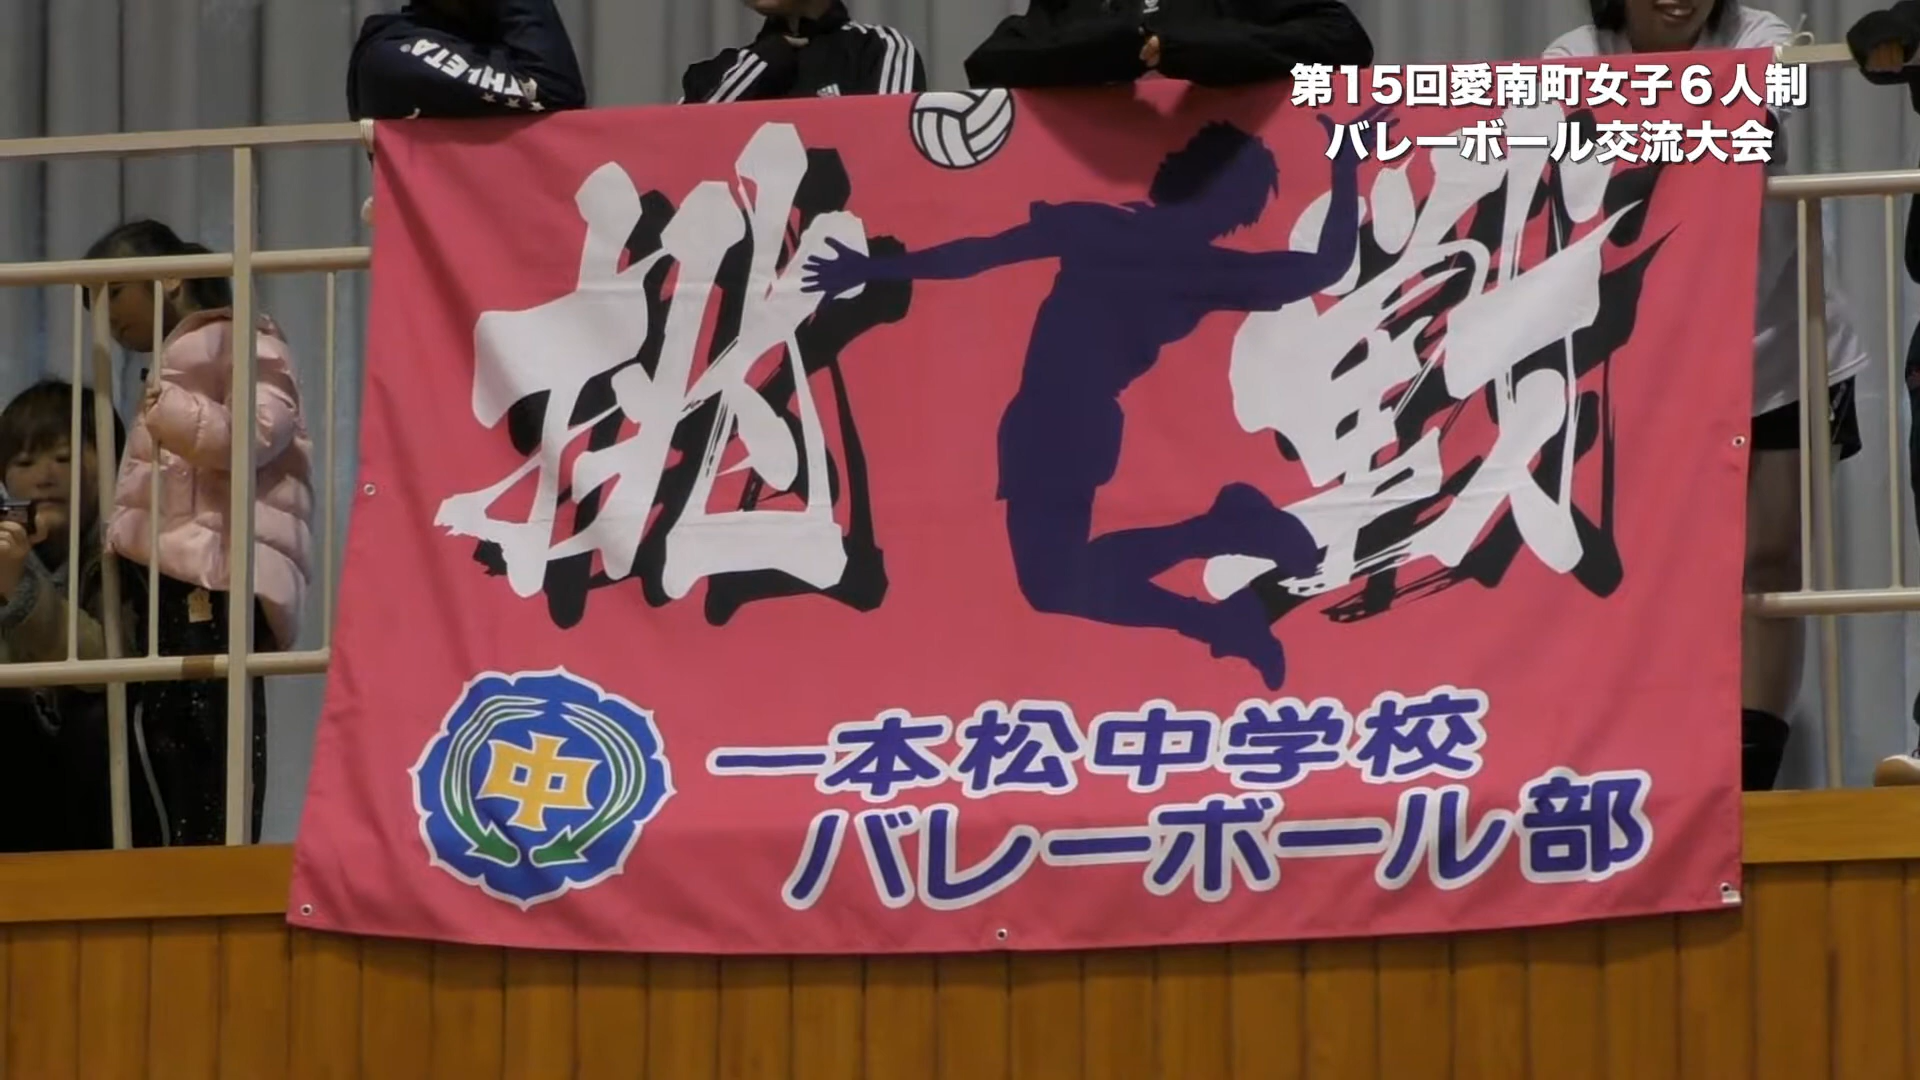 第15回愛南町女子６人制
バレーボール交流大会
ATHLETA
挑戦
中
一本松中学校
バレーボール部